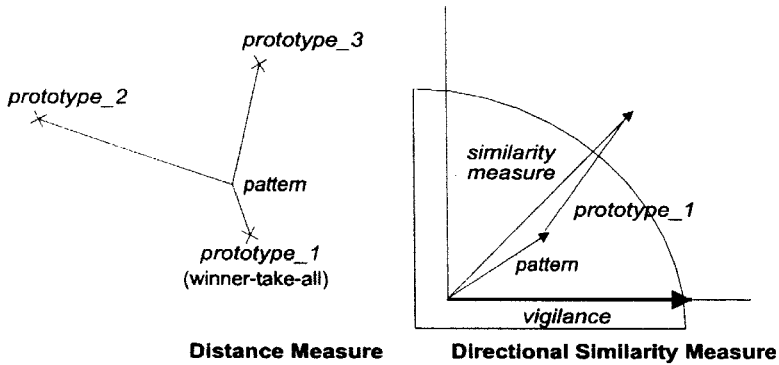 prototype_3
prototype_2
pattern
prototype_1
(winner-take-all)
Distance Measure
similarity
measure
prototype_1
pattern
vigilance
Directional Similarity Measure